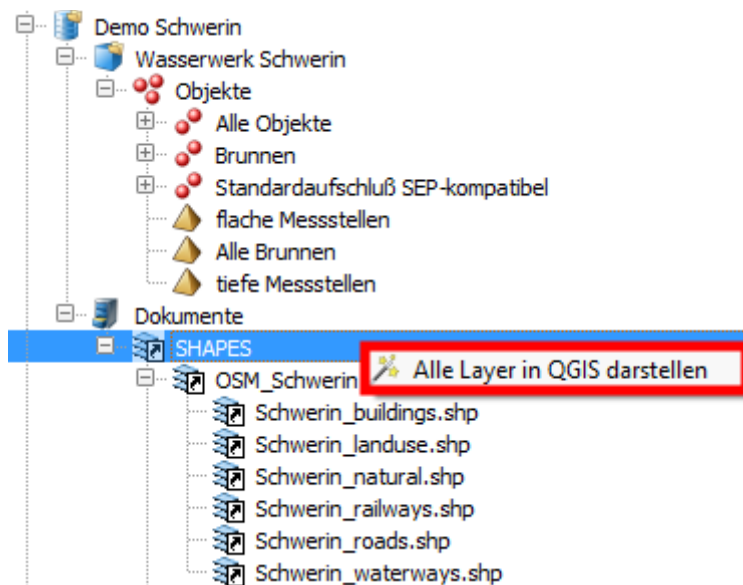 Demo Schwerin
Wasserwerk Schwerin
Objekte
Alle Objekte
Brunnen
Standardaufschluß SEP-kompatibel
flache Messstellen
Alle Brunnen
tiefe Messstellen
Dokumente
SHAPES
Alle Layer in QGIS darstellen
OSM_Schwerin
Schwerin_buildings.shp
Schwerin_landuse.shp
Schwerin_natural.shp
Schwerin_railways.shp
Schwerin_roads.shp
Schwerin_waterways.shp